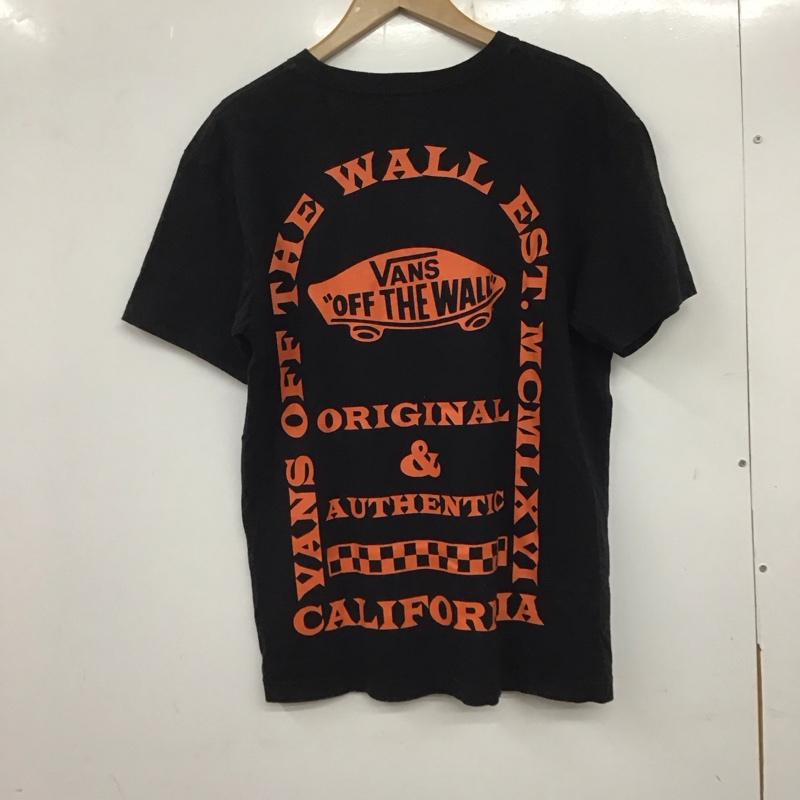 VANS OFF THE WALL EST. MCMLXVI
VANS
"OFF THE WALL"
ORIGINAL
&
AUTHENTIC
CALIFORNIA